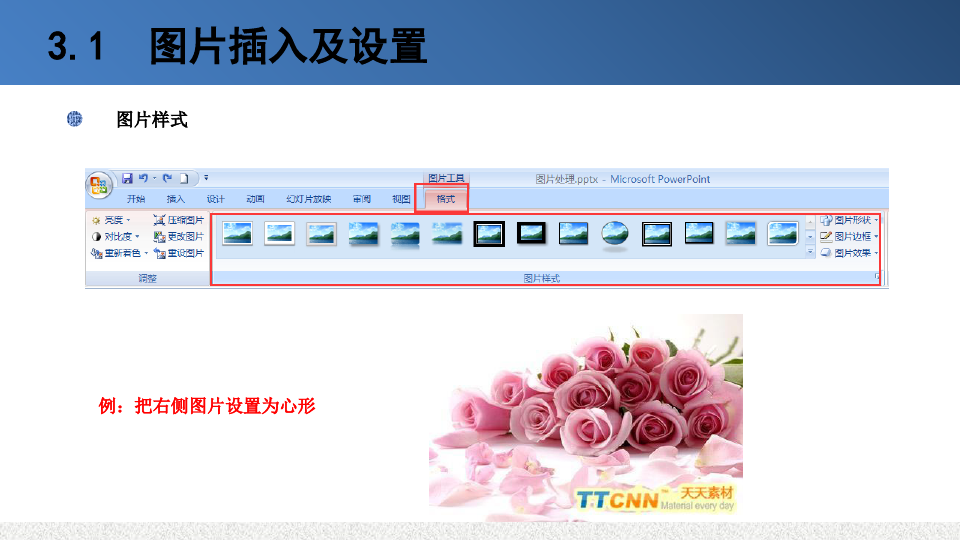 3.1 图片插入及设置
图片样式
图片工具 图片处理.pptx - Microsoft PowerPoint
开始 插入 设计 动画 幻灯片放映 审阅 视图 格式
亮度 压缩图片 图片形状
对比度 更改图片 图片边框
重新着色 重设图片 图片效果
调整 图片样式
例：把右侧图片设置为心形
TTCNN 天天素材
Material every day